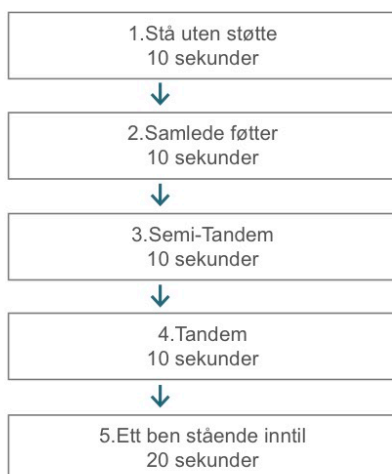 1.Stå uten støtte
10 sekunder
2.Samlede føtter
10 sekunder
3.Semi-Tandem
10 sekunder
4.Tandem
10 sekunder
5.Ett ben stående inntil
20 sekunder